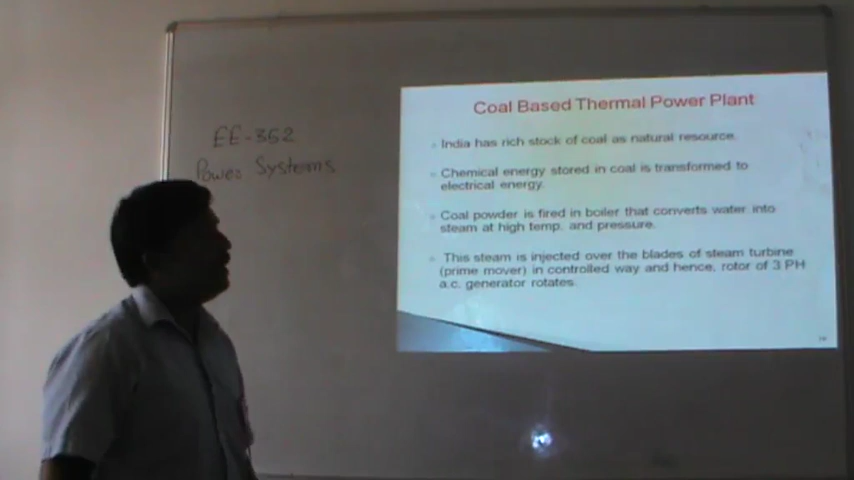 EE-352
Power Systems
Coal Based Thermal Power Plant
India has rich stock of coal as natural resource.
Chemical energy stored in coal is transformed to
electrical energy.
Coal powder is fired in boiler that converts water into
steam at high temp. and pressure.
This steam is injected over the blades of steam turbine
(prime mover) in controlled way and hence, rotor of 3 PH
a.c. generator rotates.